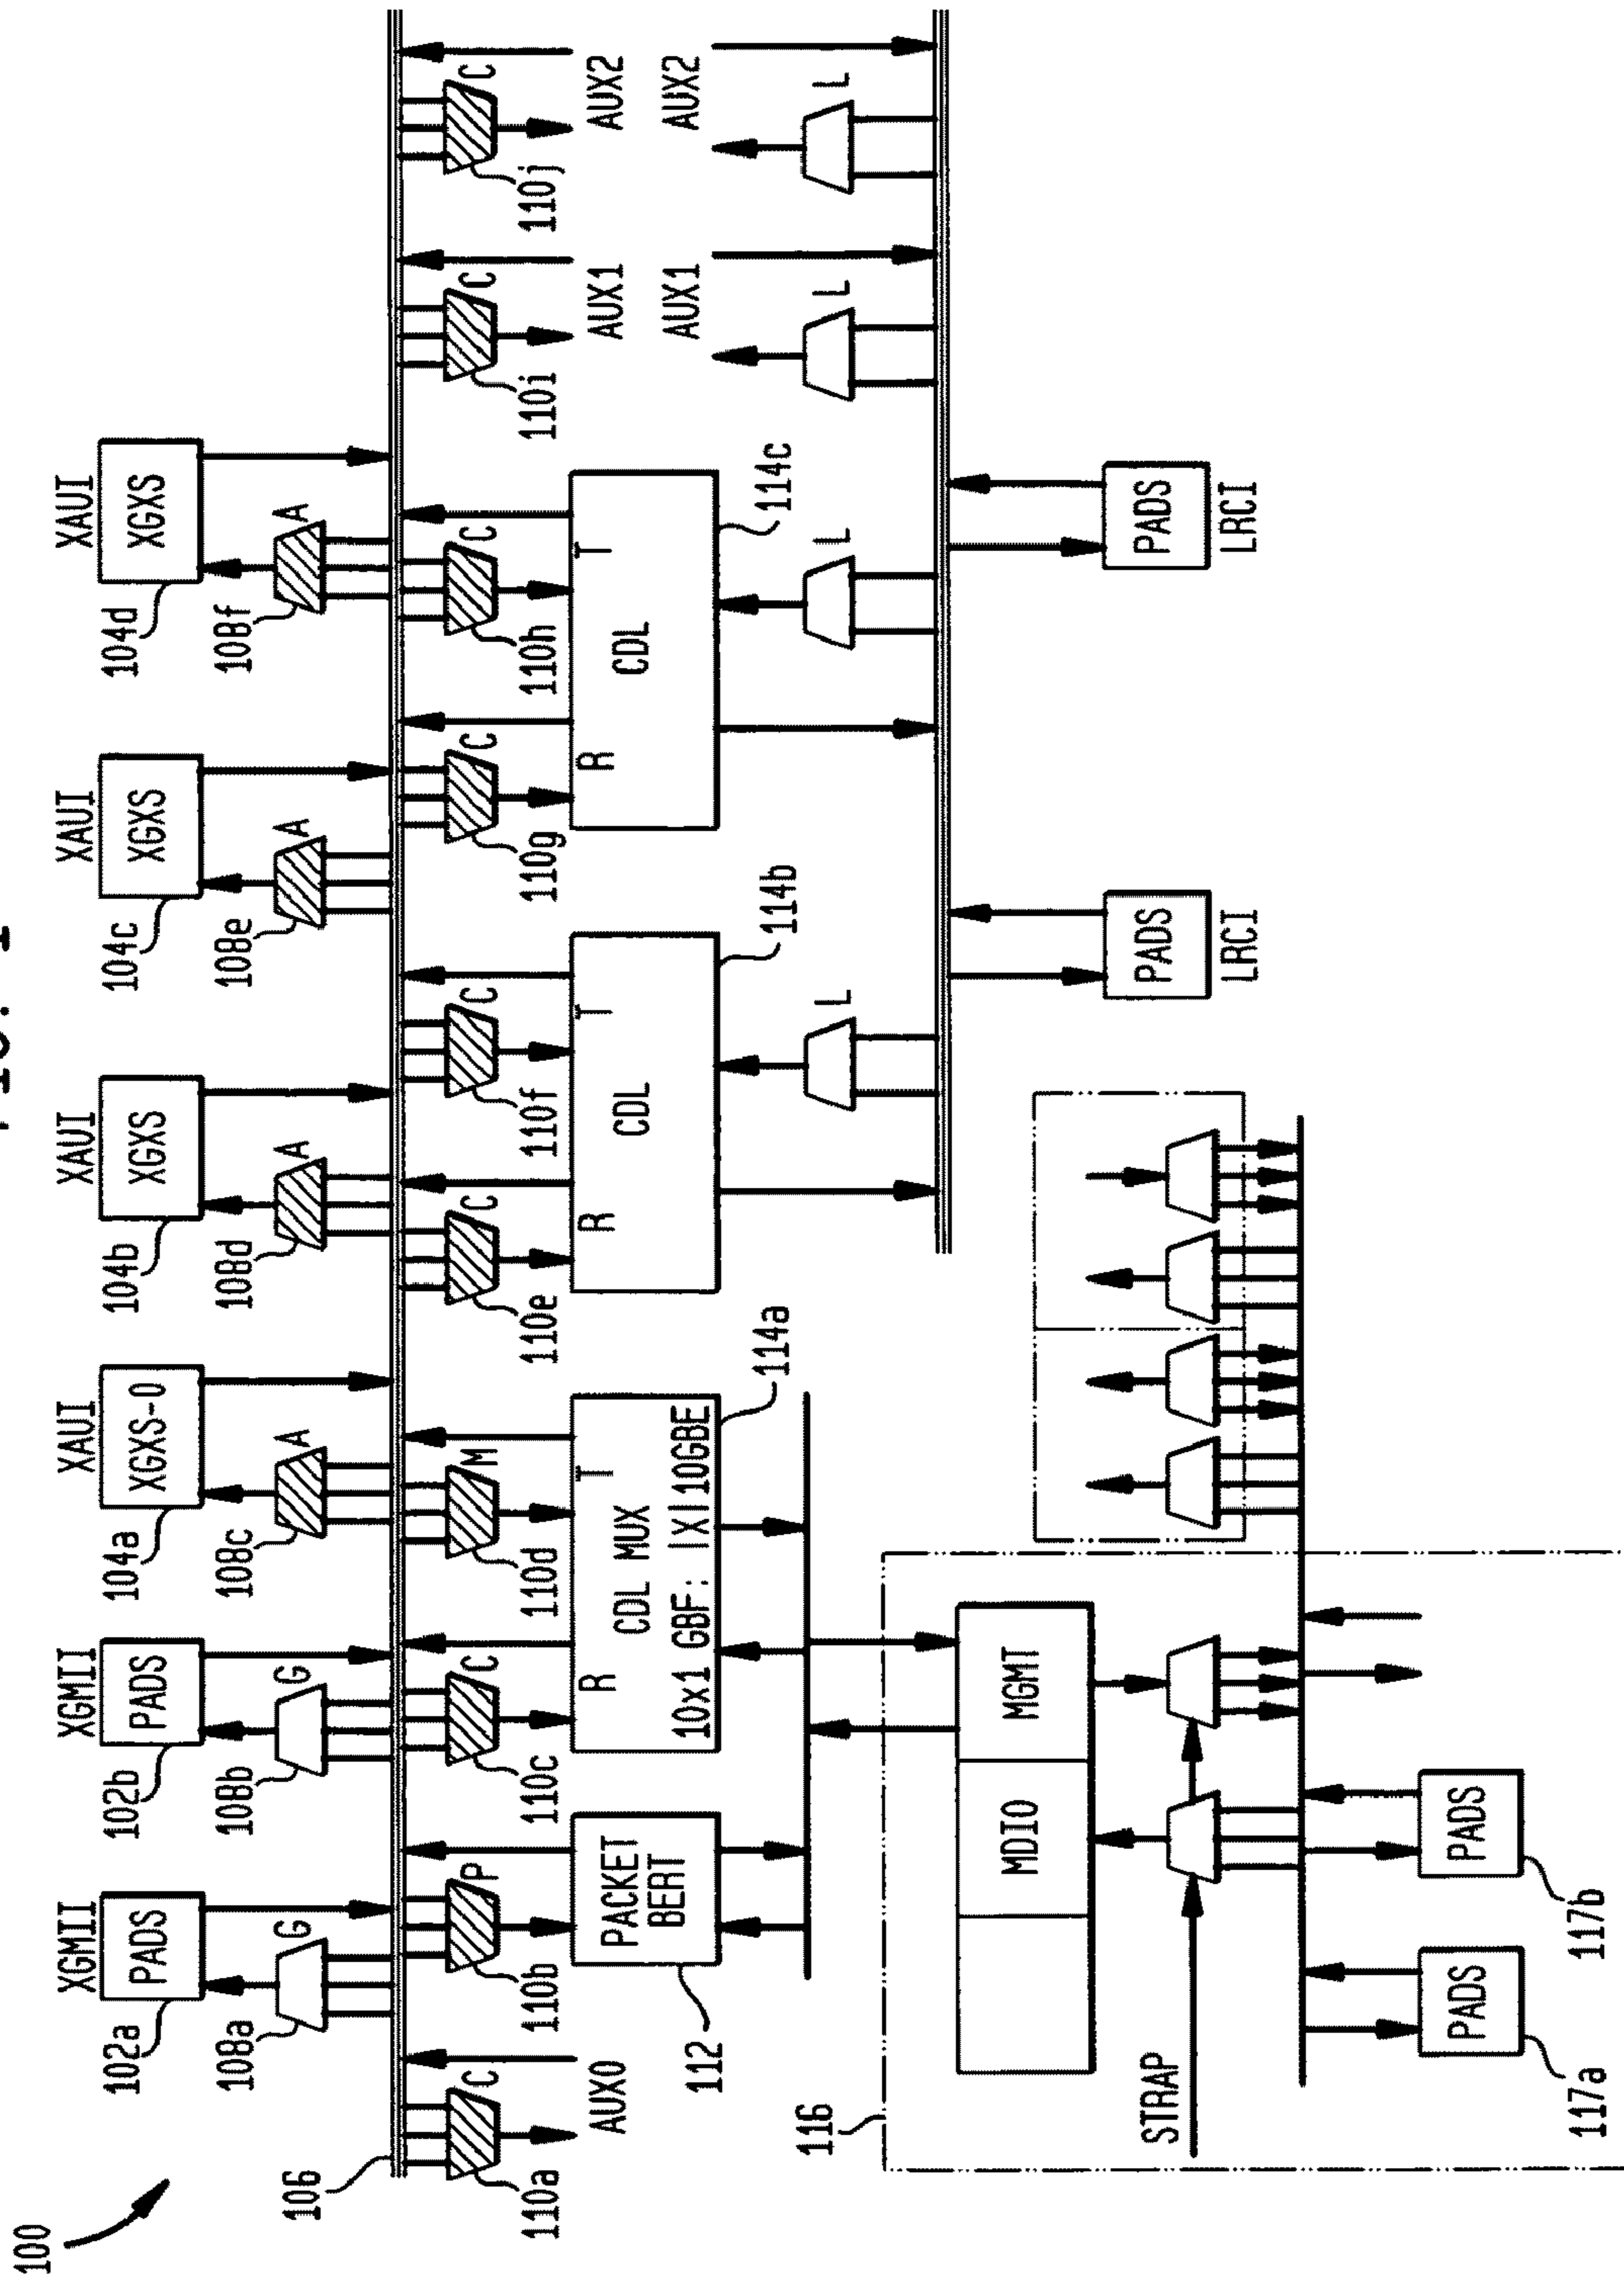 FIG. 1
100
XGMII
XGMII
XAUI
XAUI
XAUI
XAUI
PADS
PADS
XGXS-0
XGXS
XGXS
XGXS
102a
102b
104a
104b
104c
104d
G
G
A
A
A
A
108a
108b
108c
108d
108e
108f
106
C
P
C
M
C
C
C
C
C
C
110a
110b
110c
110d
110e
110f
110g
110h
110i
110j
AUX0
AUX1
AUX2
PACKET
BERT
112
R
T
CDL MUX
10x1 GBF: |X|10GBE
114a
R
T
CDL
114b
R
T
CDL
114c
AUX1
AUX2
L
L
L
L
PADS
LRCI
PADS
LRCI
116
MDIO
MGMT
STRAP
PADS
PADS
117a
117b